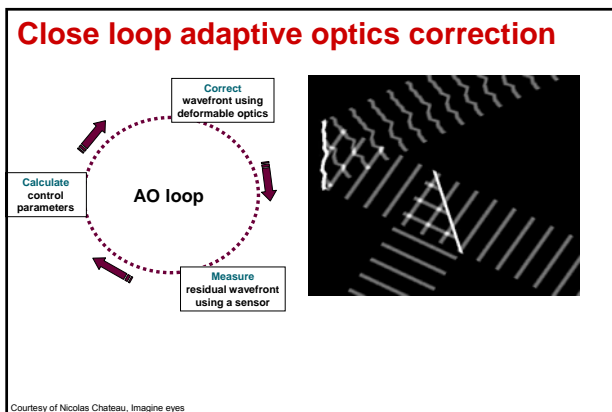 Close loop adaptive optics correction
Correct
wavefront using
deformable optics
Calculate
control
parameters
AO loop
Measure
residual wavefront
using a sensor
Courtesy of Nicolas Chateau, Imagine eyes